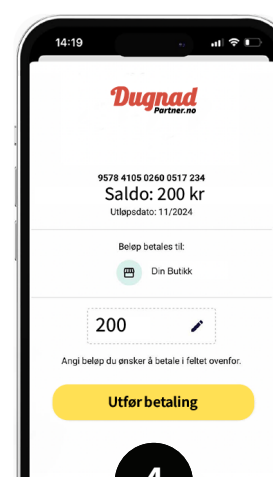 14:19
Dugnad
Partner.no
9578 4105 0260 0517 234
Saldo: 200 kr
Utløpsdato: 11/2024
Beløp betales til:
Din Butikk
200
Angi beløp du ønsker å betale i feltet ovenfor.
Utfør betaling
4